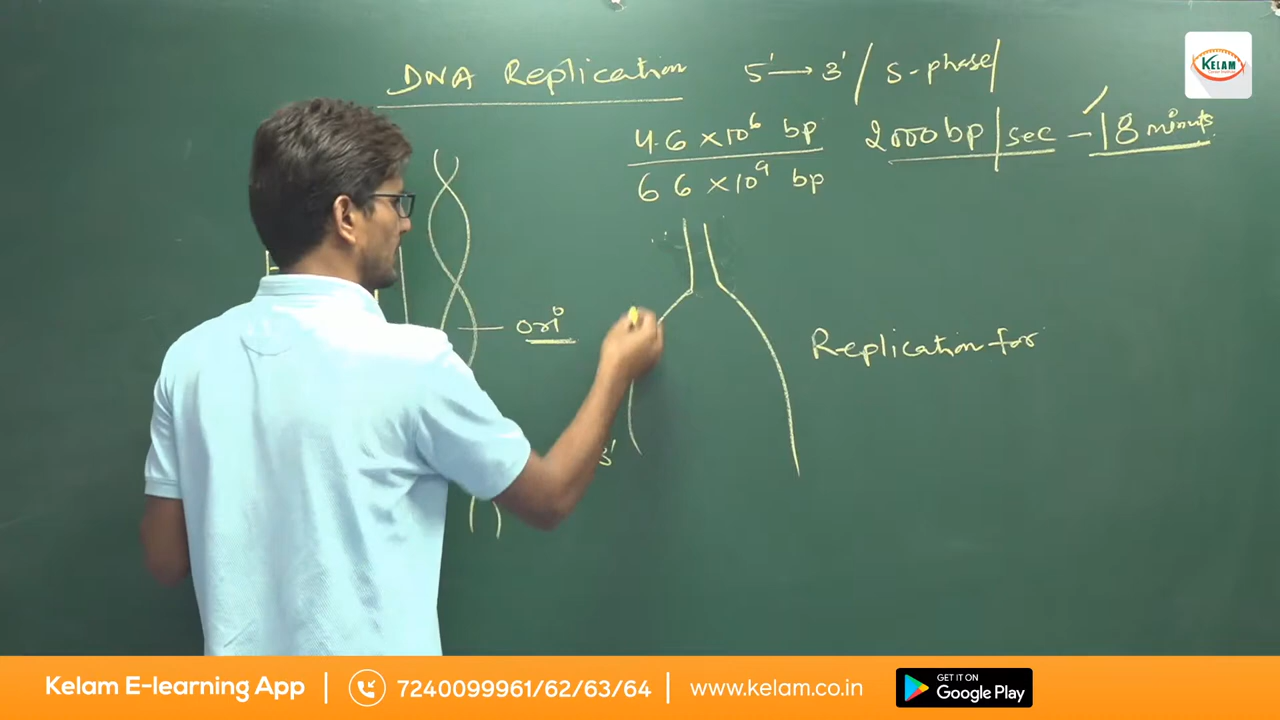 DNA Replication 5' → 3' / S-phase/
4.6 ×10⁶ bp
6 6 ×10⁹ bp
2000 bp/sec – 18 minuts
ori
Replication for
3'
KELAM
Kelam E-learning App
7240099961/62/63/64
www.kelam.co.in
GET IT ON
Google Play